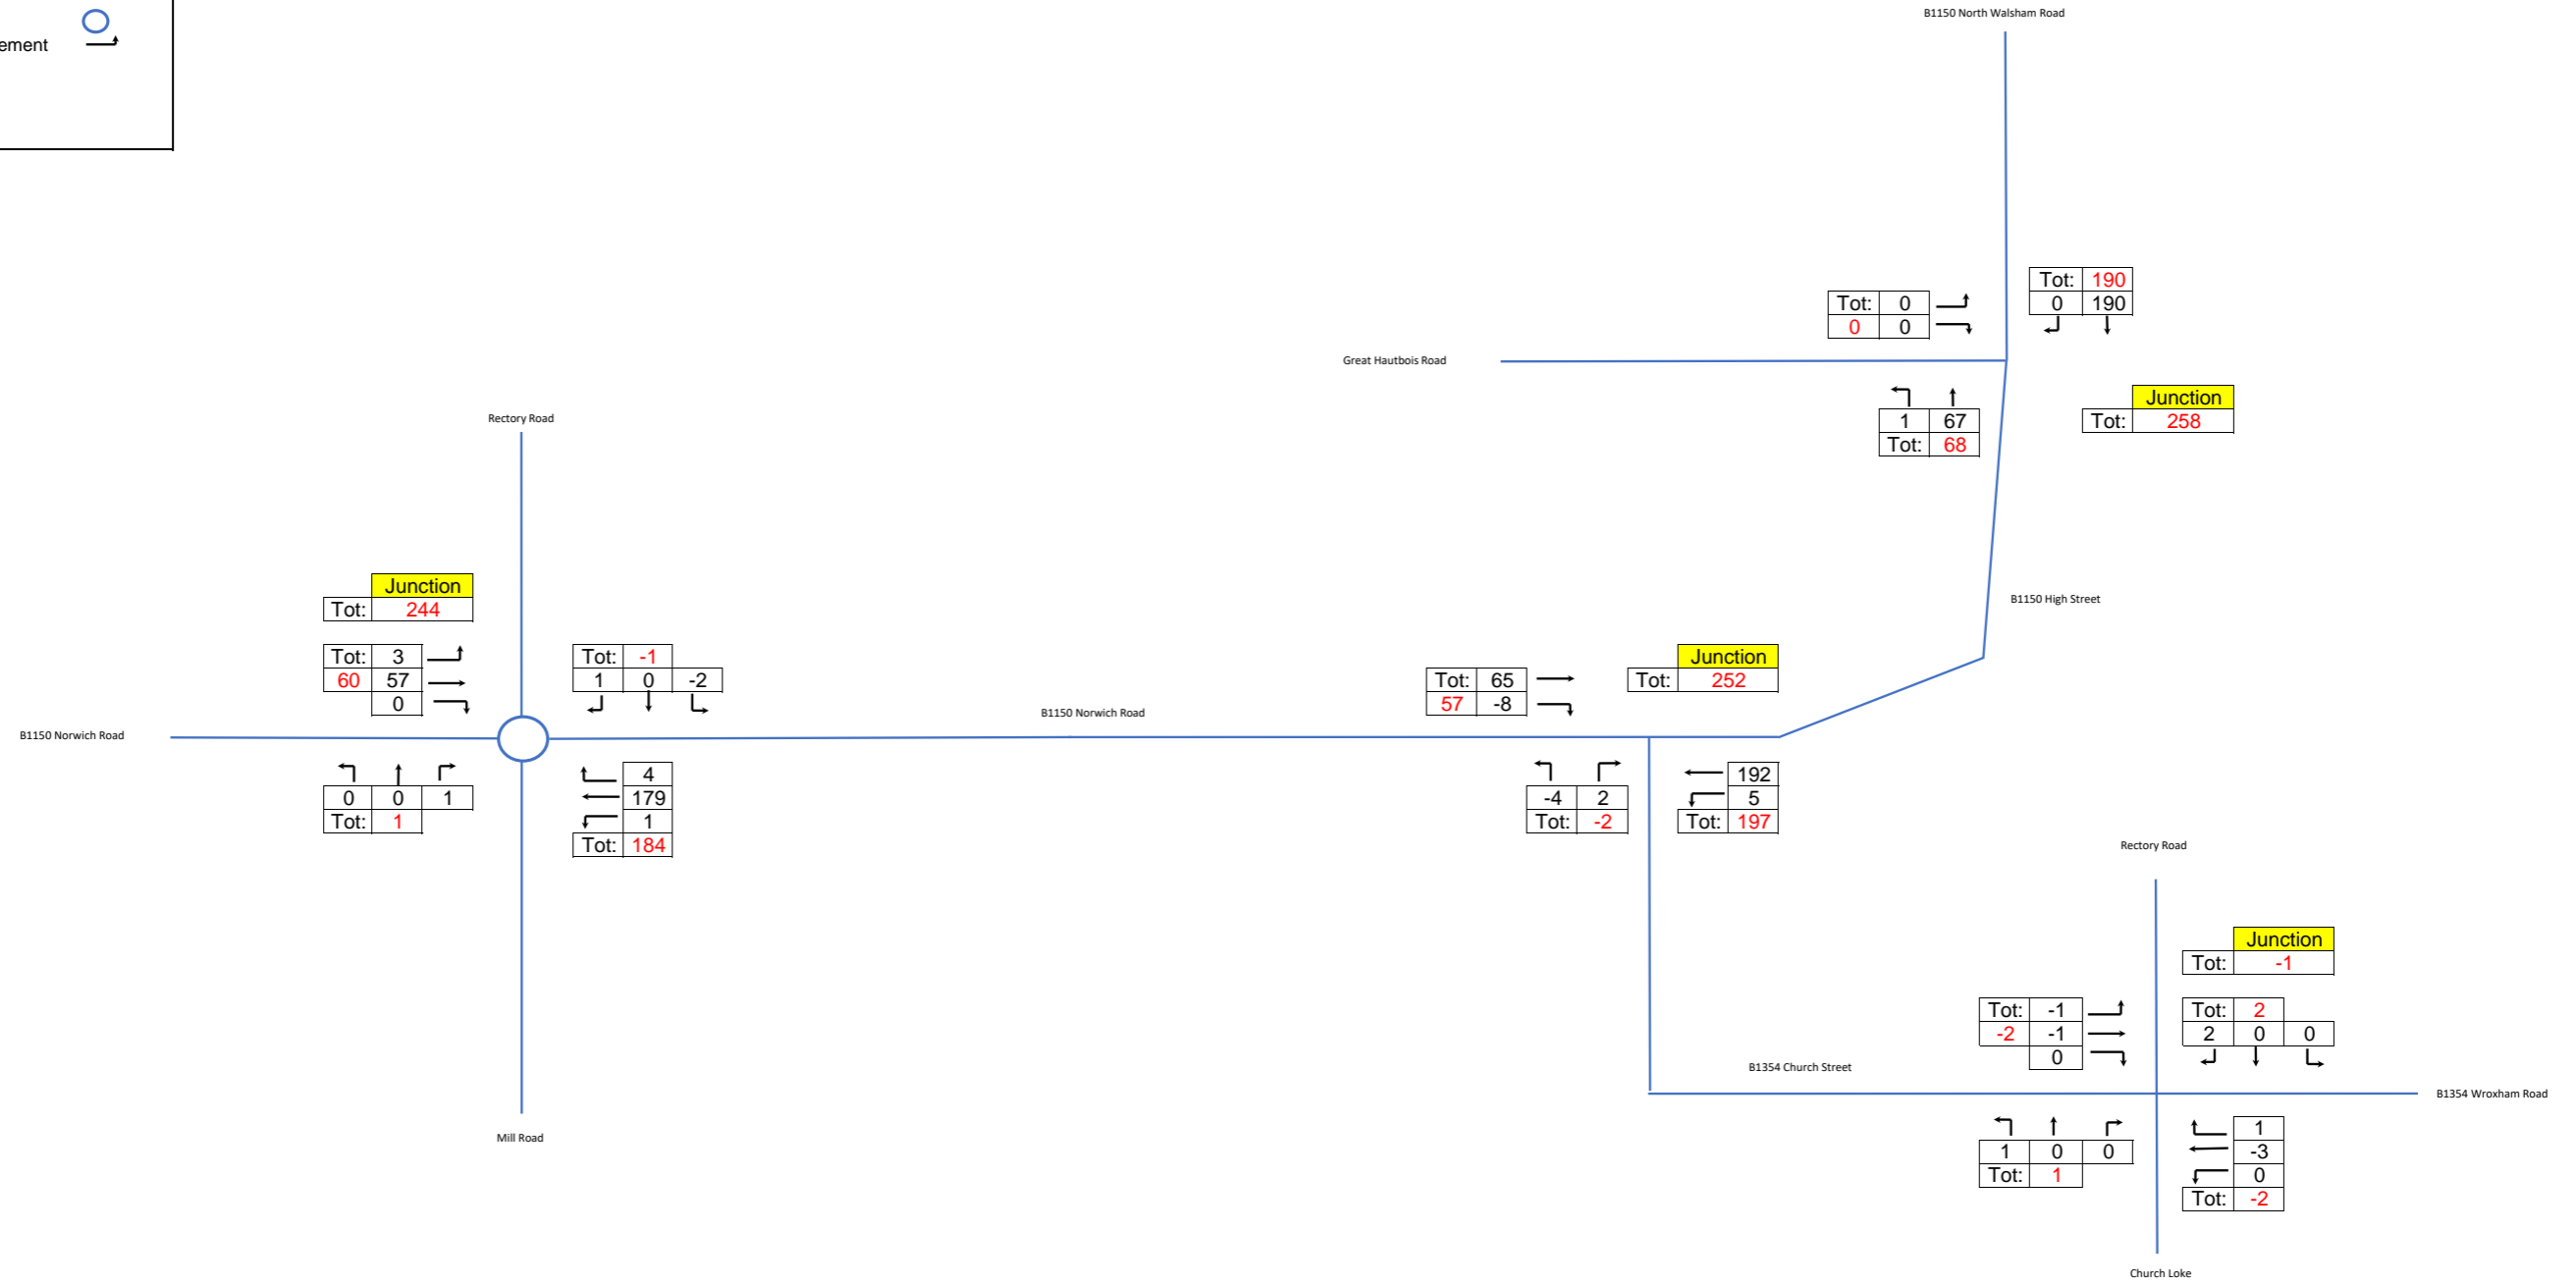 ement
B1150 North Walsham Road
Tot: 190
0 190
Tot: 0
0 0
Great Hautbois Road
Junction
Tot: 258
1 67
Tot: 68
Rectory Road
Junction
Tot: 244
B1150 High Street
Tot: 3
60 57
0
Tot: -1
1 0 -2
Tot: 65
57 -8
Junction
Tot: 252
B1150 Norwich Road
B1150 Norwich Road
0 0 1
Tot: 1
4
179
1
Tot: 184
-4 2
Tot: -2
192
5
Tot: 197
Rectory Road
Junction
Tot: -1
Tot: -1
-2 -1
0
Tot: 2
2 0 0
B1354 Church Street
B1354 Wroxham Road
Mill Road
1 0 0
Tot: 1
1
-3
0
Tot: -2
Church Loke